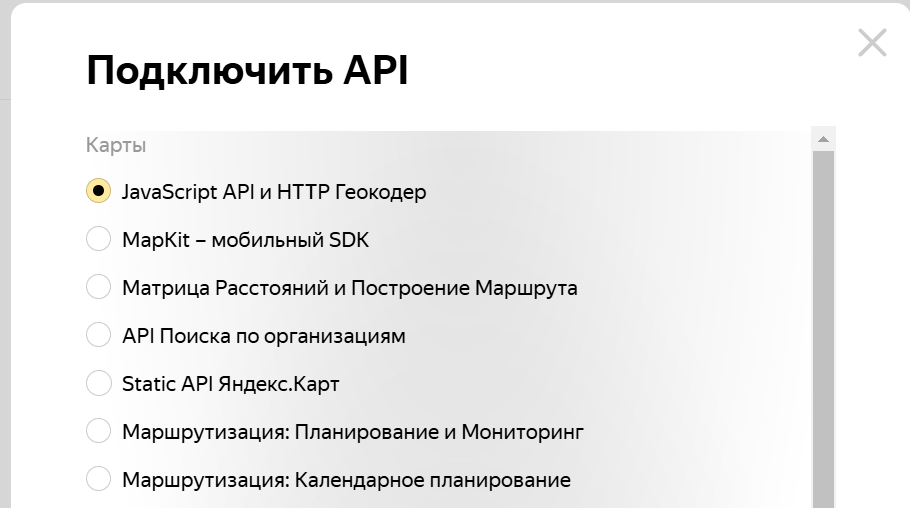 Подключить API
Карты
JavaScript API и HTTP Геокодер
MapKit – мобильный SDK
Матрица Расстояний и Построение Маршрута
API Поиска по организациям
Static API Яндекс.Карт
Маршрутизация: Планирование и Мониторинг
Маршрутизация: Календарное планирование